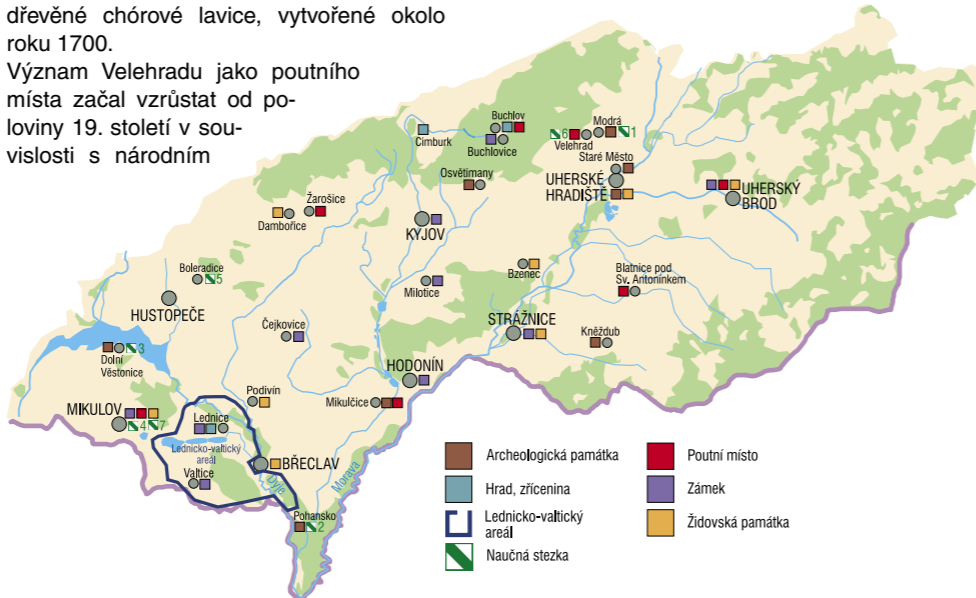 dřevěné chórové lavice, vytvořené okolo
roku 1700.
Význam Velehradu jako poutního
místa začal vzrůstat od po-
loviny 19. století v sou-
vislosti s národním
Cimburk
Buchlov
Buchlovice
Modrá
6
1
Velehrad
Staré Město
Osvětimany
UHERSKÉ
HRADIŠTĚ
UHERSKÝ
BROD
Žarošice
Dambořice
KYJOV
Boleradice
5
Bzenec
Blatnice pod
Sv. Antonínkem
Milotice
HUSTOPEČE
Čejkovice
STRÁŽNICE
Kněždub
3
Dolní
Věstonice
HODONÍN
Podivín
Mikulčice
MIKULOV
4
7
Lednice
Lednicko-valtický
areál
BŘECLAV
Valtice
Dyje
Morava
Pohansko
2
Archeologická památka
Hrad, zřícenina
Lednicko-valtický
areál
Naučná stezka
Poutní místo
Zámek
Židovská památka